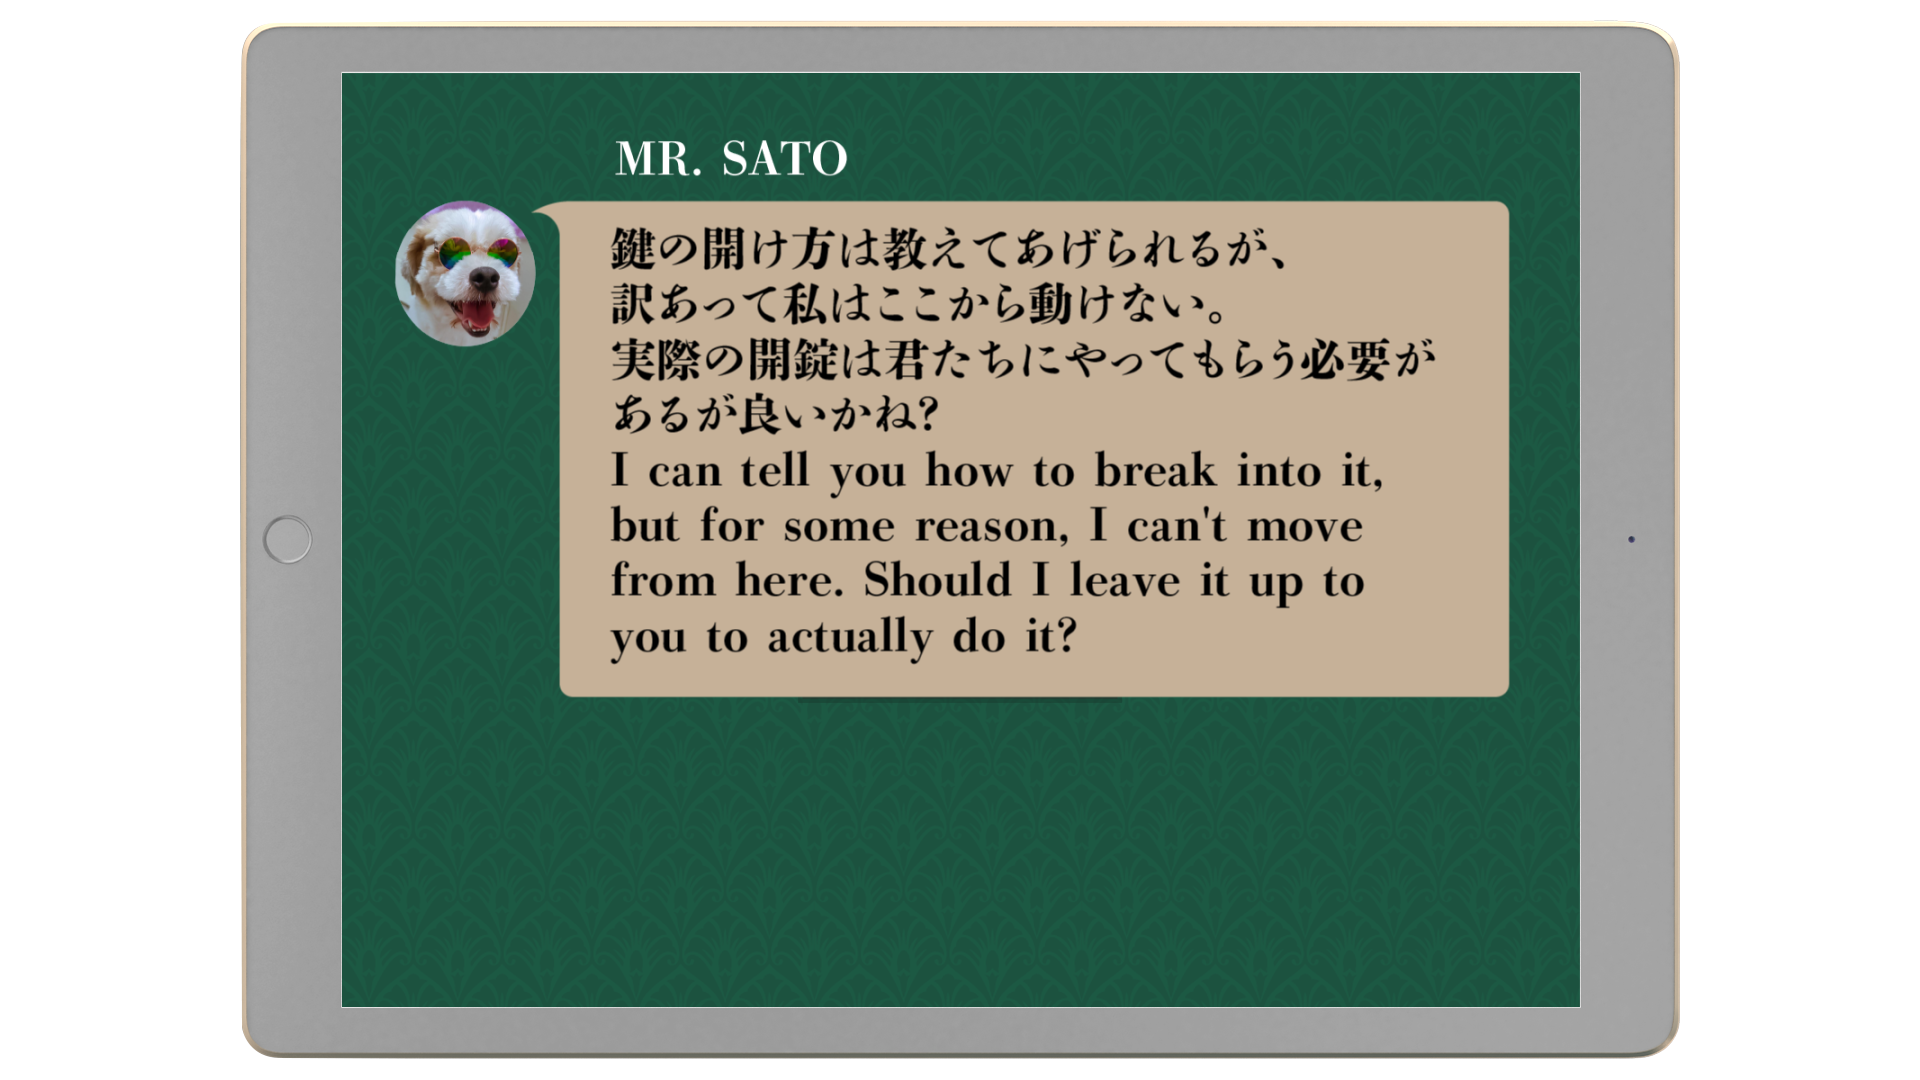 MR. SATO
鍵の開け方は教えてあげられるが、
訳あって私はここから動けない。
実際の開錠は君たちにやってもらう必要が
あるが良いかね?
I can tell you how to break into it,
but for some reason, I can't move
from here. Should I leave it up to
you to actually do it?